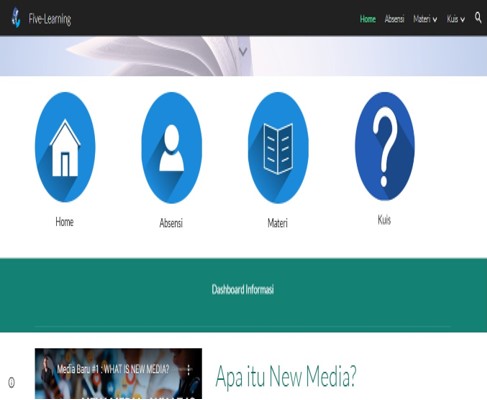 Five-Learning
Home Absensi Materi Kuis
Home Absensi Materi Kuis
Dashboard Informasi
Media Baru #1 : WHAT IS NEW MEDIA?
Apa itu New Media?